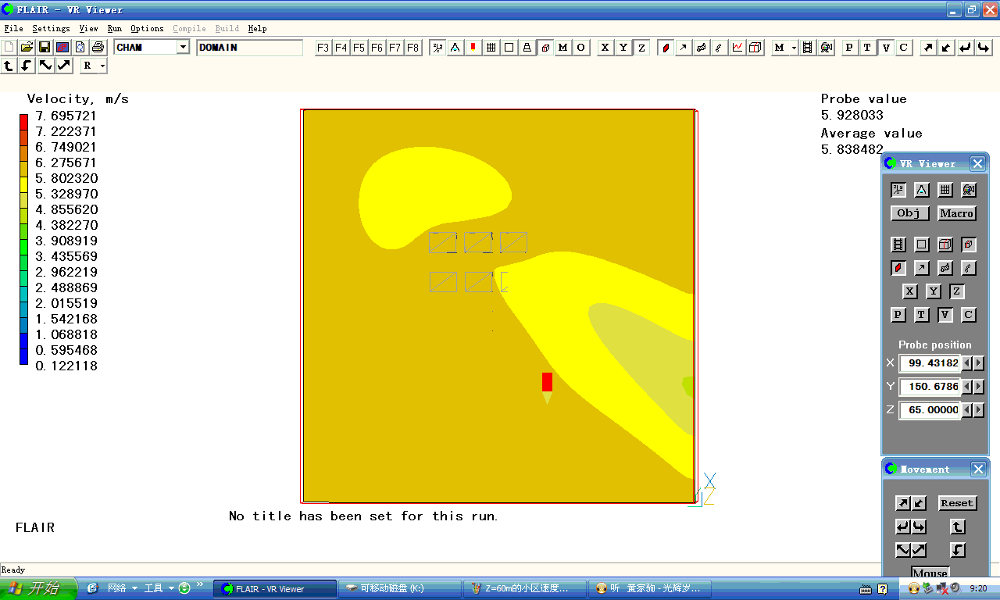 FLAIR - VR Viewer
File Settings View Run Options Compile Build Help
CHAM DOMAIN F3 F4 F5 F6 F7 F8 M O X Y Z M P T V C
R
Velocity, m/s
7.695721
7.222371
6.749021
6.275671
5.802320
5.328970
4.855620
4.382270
3.908919
3.435569
2.962219
2.488869
2.015519
1.542168
1.068818
0.595468
0.122118
Probe value
5.928033
Average value
5.838482
VR Viewer
Obj Macro
X Y Z
P T V C
Probe position
X 99.43182
Y 150.6786
Z 65.00000
X
Z
Movement
Reset
Mouse
No title has been set for this run.
FLAIR
Ready
开始 网络 工具 » FLAIR - VR Viewer 可移动磁盘 (K:) Z=60m的小区速度... 听 黄家驹 - 光辉岁... 9:20